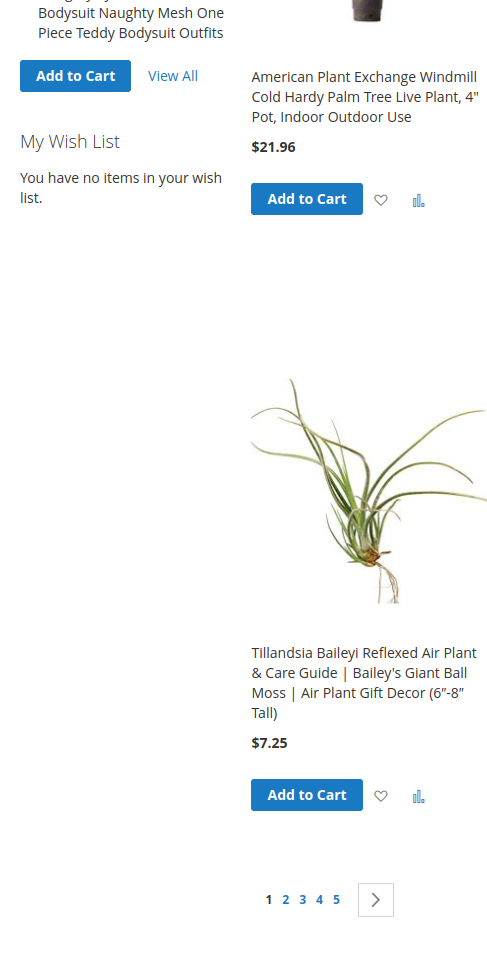 Bodysuit Naughty Mesh One
Piece Teddy Bodysuit Outfits
Add to Cart
View All
My Wish List
You have no items in your wish
list.
American Plant Exchange Windmill
Cold Hardy Palm Tree Live Plant, 4"
Pot, Indoor Outdoor Use
$21.96
Add to Cart
Tillandsia Baileyi Reflexed Air Plant
& Care Guide | Bailey's Giant Ball
Moss | Air Plant Gift Decor (6”-8”
Tall)
$7.25
Add to Cart
1 2 3 4 5